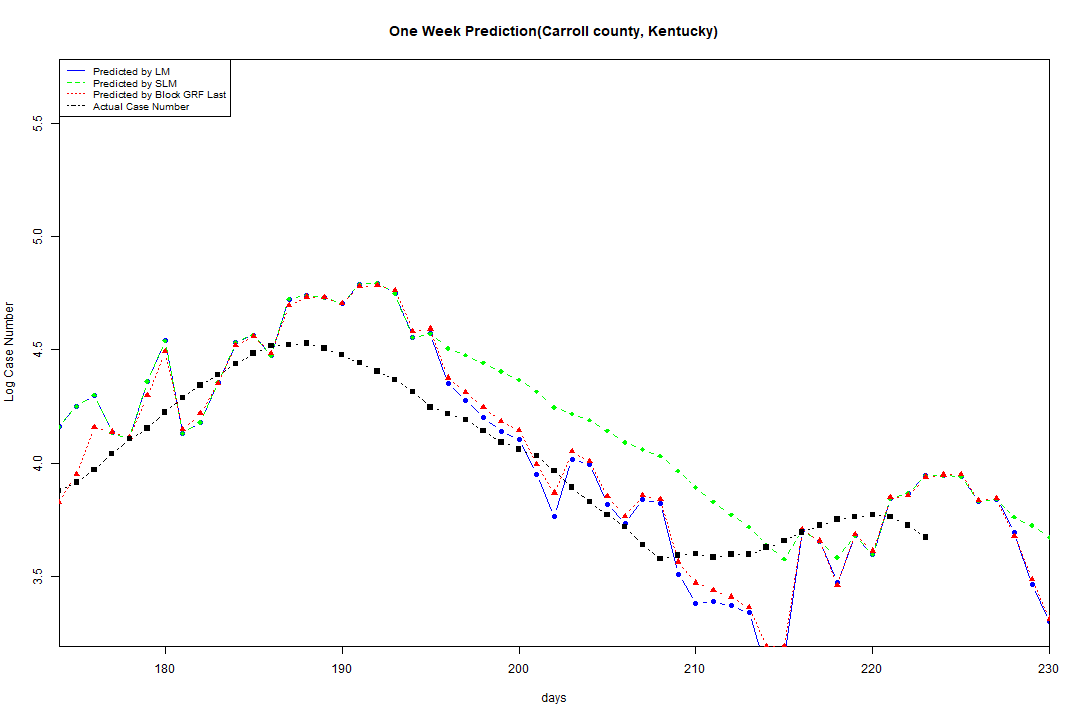 One Week Prediction(Carroll county, Kentucky)
Predicted by LM
Predicted by SLM
Predicted by Block GRF Last
Actual Case Number
5.5
5.0
4.5
4.0
3.5
Log Case Number
180 190 200 210 220 230
days